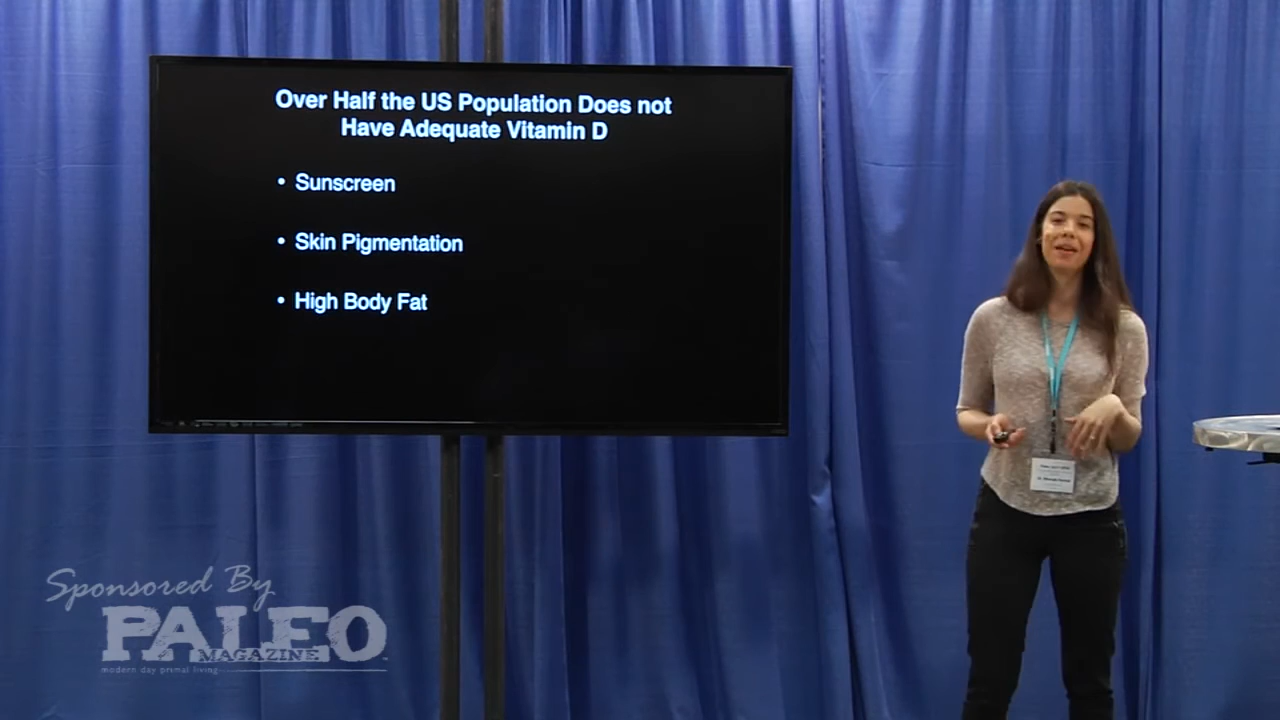 Over Half the US Population Does not
Have Adequate Vitamin D
• Sunscreen
• Skin Pigmentation
• High Body Fat
Sponsored By
PALEO
MAGAZINE
modern day primal living